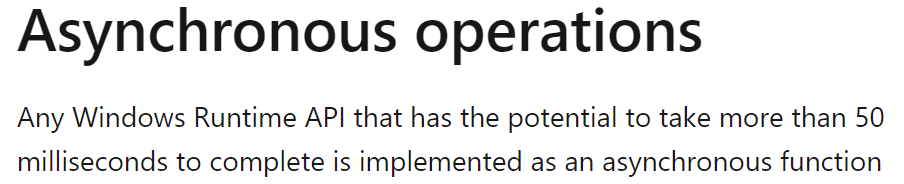 Asynchronous operations
Any Windows Runtime API that has the potential to take more than 50
milliseconds to complete is implemented as an asynchronous function